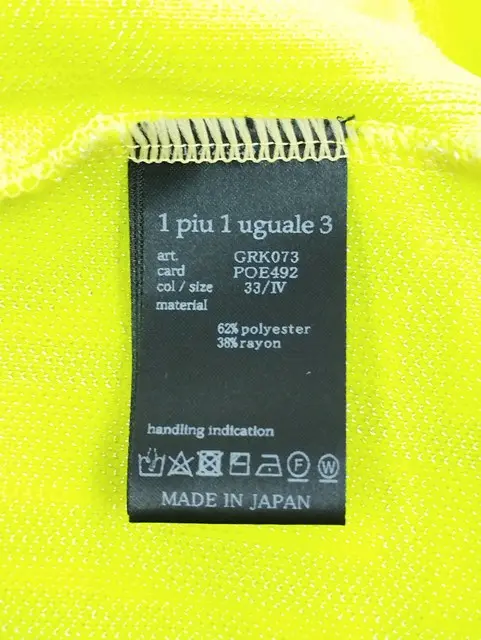 1 piu 1 uguale 3
art. GRK073
card POE492
col / size 33/Ⅳ
material
62% polyester
38% rayon
handling indication
F W
MADE IN JAPAN